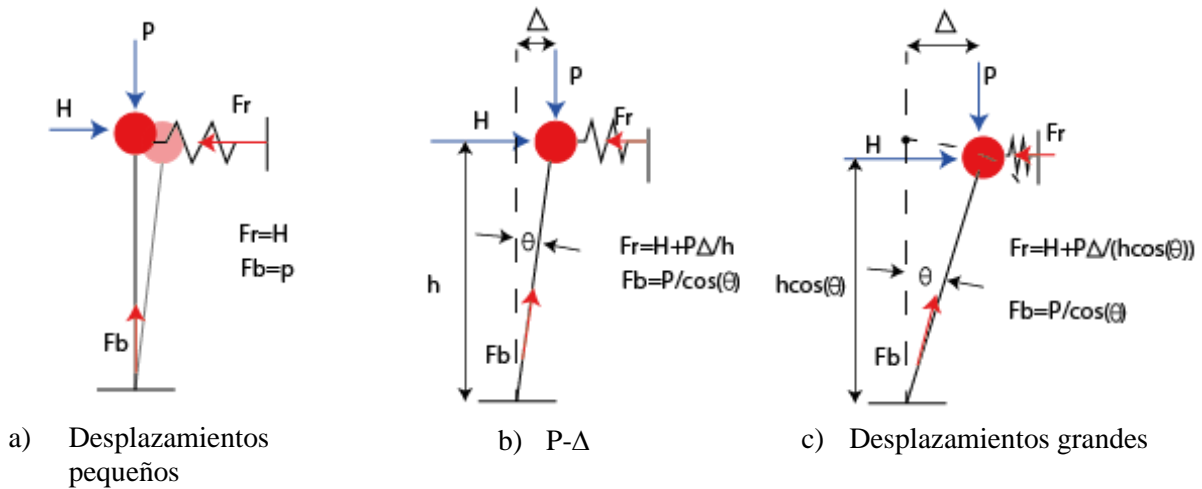 P
H
Fr
Fr=H
Fb=p
Fb
a) Desplazamientos
pequeños
Δ
P
H
Fr
θ
Fr=H+PΔ/h
Fb=P/cos(θ)
h
Fb
b) P-Δ
Δ
P
H
Fr
θ
Fr=H+PΔ/(hcos(θ))
hcos(θ)
Fb=P/cos(θ)
Fb
c) Desplazamientos grandes